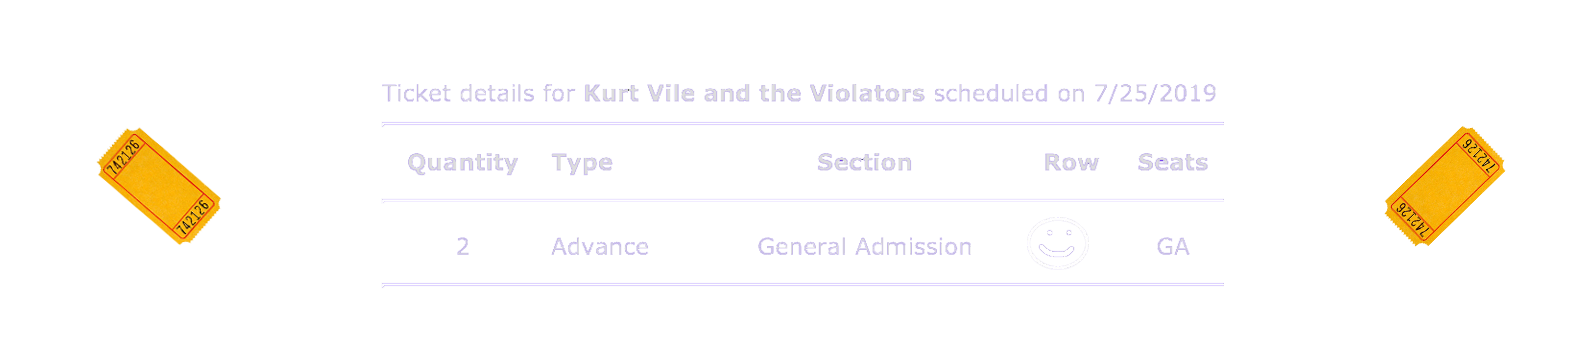 Ticket details for Kurt Vile and the Violators scheduled on 7/25/2019
Quantity Type Section Row Seats
2 Advance General Admission GA
742126
742126
742126
742126